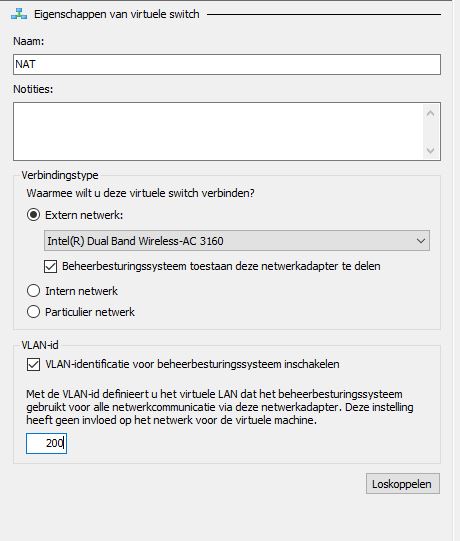 Eigenschappen van virtuele switch
Naam:
NAT
Notities:
Verbindingstype
Waarmee wilt u deze virtuele switch verbinden?
Extern netwerk:
Intel(R) Dual Band Wireless-AC 3160
Beheerbesturingssysteem toestaan deze netwerkadapter te delen
Intern netwerk
Particulier netwerk
VLAN-id
VLAN-identificatie voor beheerbesturingssysteem inschakelen
Met de VLAN-id definieert u het virtuele LAN dat het beheerbesturingssysteem
gebruikt voor alle netwerkcommunicatie via deze netwerkadapter. Deze instelling
heeft geen invloed op het netwerk voor de virtuele machine.
200
Loskoppelen